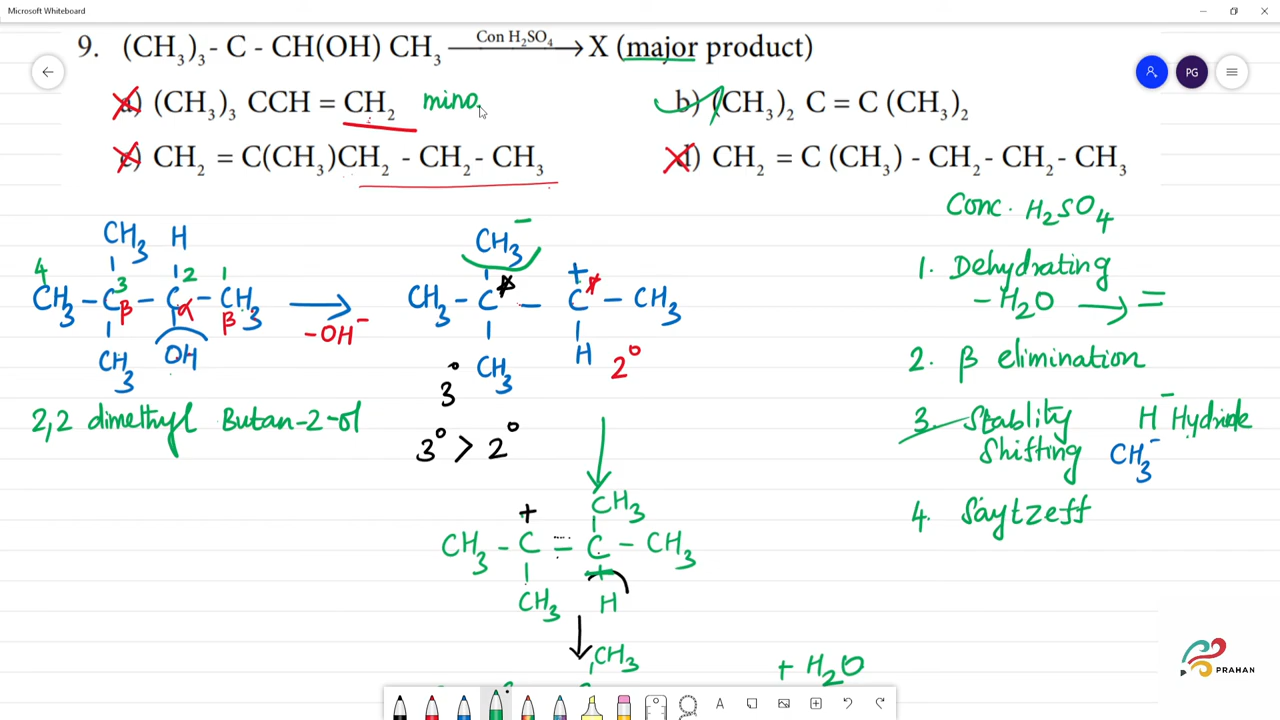 Microsoft Whiteboard
9. (CH₃)₃- C - CH(OH) CH₃ —Con H₂SO₄→ X (major product)
PG
a) (CH₃)₃ CCH = CH₂ mino
b) (CH₃)₂ C = C (CH₃)₂
c) CH₂ = C(CH₃)CH₂ - CH₂- CH₃
d) CH₂ = C (CH₃) - CH₂- CH₂- CH₃
CH₃ H
4 3 2 1
CH₃ - C - C - CH₃
β α β
CH₃ OH
-OH⁻
2,2 dimethyl Butan-2-ol
CH₃⁻
+
CH₃ - C - C - CH₃
CH₃ H
3° 2°
3° > 2°
+ CH₃
CH₃ - C = C - CH₃
CH₃ H
CH₃
+ H₂O
Conc. H₂SO₄
1. Dehydrating
-H₂O → =
2. β elimination
3. Stablity H⁻ Hydride
Shifting CH₃⁻
4. Saytzeff
PRAHAN
A